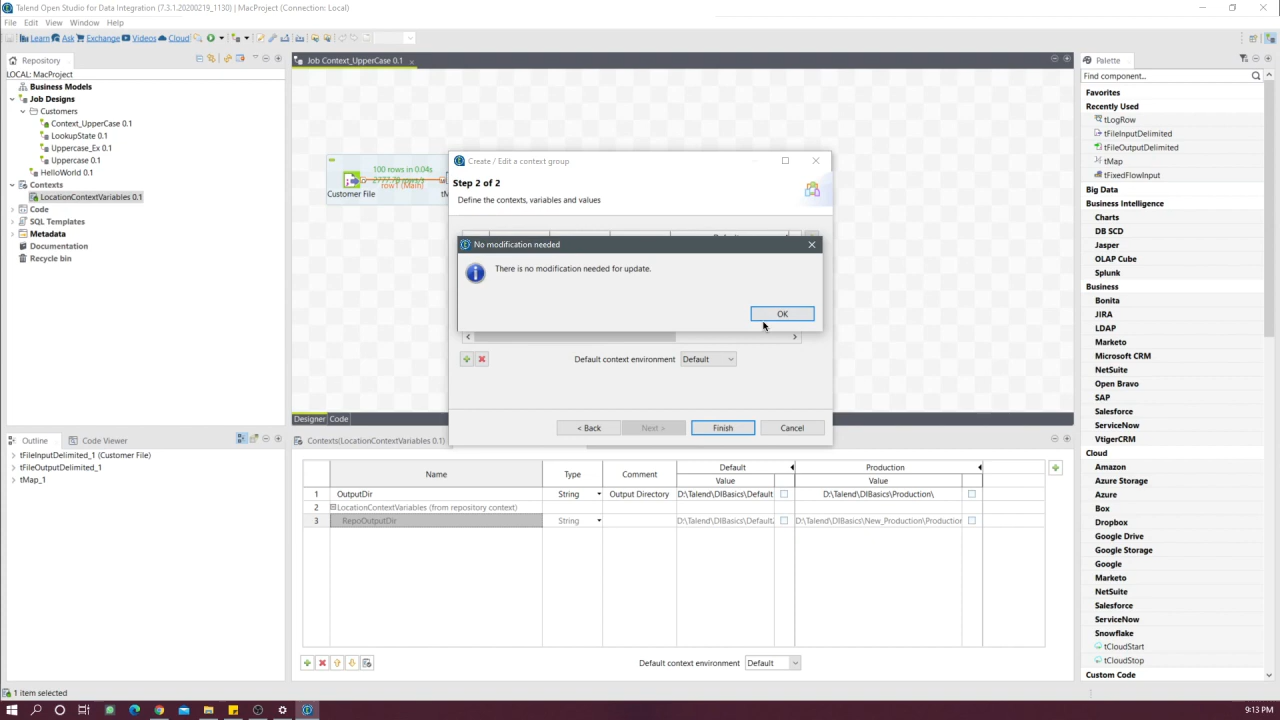 Talend Open Studio for Data Integration (7.3.1.20200219_1130) | MacProject (Connection: Local)
File Edit View Window Help
Learn Ask Exchange Videos Cloud
Repository
LOCAL: MacProject
Business Models
Job Designs
Customers
Context_UpperCase 0.1
LookupState 0.1
Uppercase_Ex 0.1
Uppercase 0.1
HelloWorld 0.1
Contexts
LocationContextVariables 0.1
Code
SQL Templates
Metadata
Documentation
Recycle bin
Job Context_UpperCase 0.1
100 rows in 0.04s
row1 (Main)
Customer File
Create / Edit a context group
Step 2 of 2
Define the contexts, variables and values
No modification needed
There is no modification needed for update.
OK
Default context environment Default
< Back Next > Finish Cancel
Designer Code
Outline Code Viewer
tFileInputDelimited_1 (Customer File)
tFileOutputDelimited_1
tMap_1
Contexts(LocationContextVariables 0.1)
Name Type Comment Default Production
Value Value
1 OutputDir String Output Directory D:\Talend\DIBasics\Default D:\Talend\DIBasics\Production\
2 LocationContextVariables (from repository context)
3 RepoOutputDir String D:\Talend\DIBasics\Default D:\Talend\DIBasics\New_Production\Production
Default context environment Default
Palette
Find component...
Favorites
Recently Used
tLogRow
tFileInputDelimited
tFileOutputDelimited
tMap
tFixedFlowInput
Big Data
Business Intelligence
Charts
DB SCD
Jasper
OLAP Cube
Splunk
Business
Bonita
JIRA
LDAP
Marketo
Microsoft CRM
NetSuite
Open Bravo
SAP
Salesforce
ServiceNow
VtigerCRM
Cloud
Amazon
Azure Storage
Azure
Box
Dropbox
Google Drive
Google Storage
Google
Marketo
NetSuite
Salesforce
ServiceNow
Snowflake
tCloudStart
tCloudStop
Custom Code
1 item selected
9:13 PM